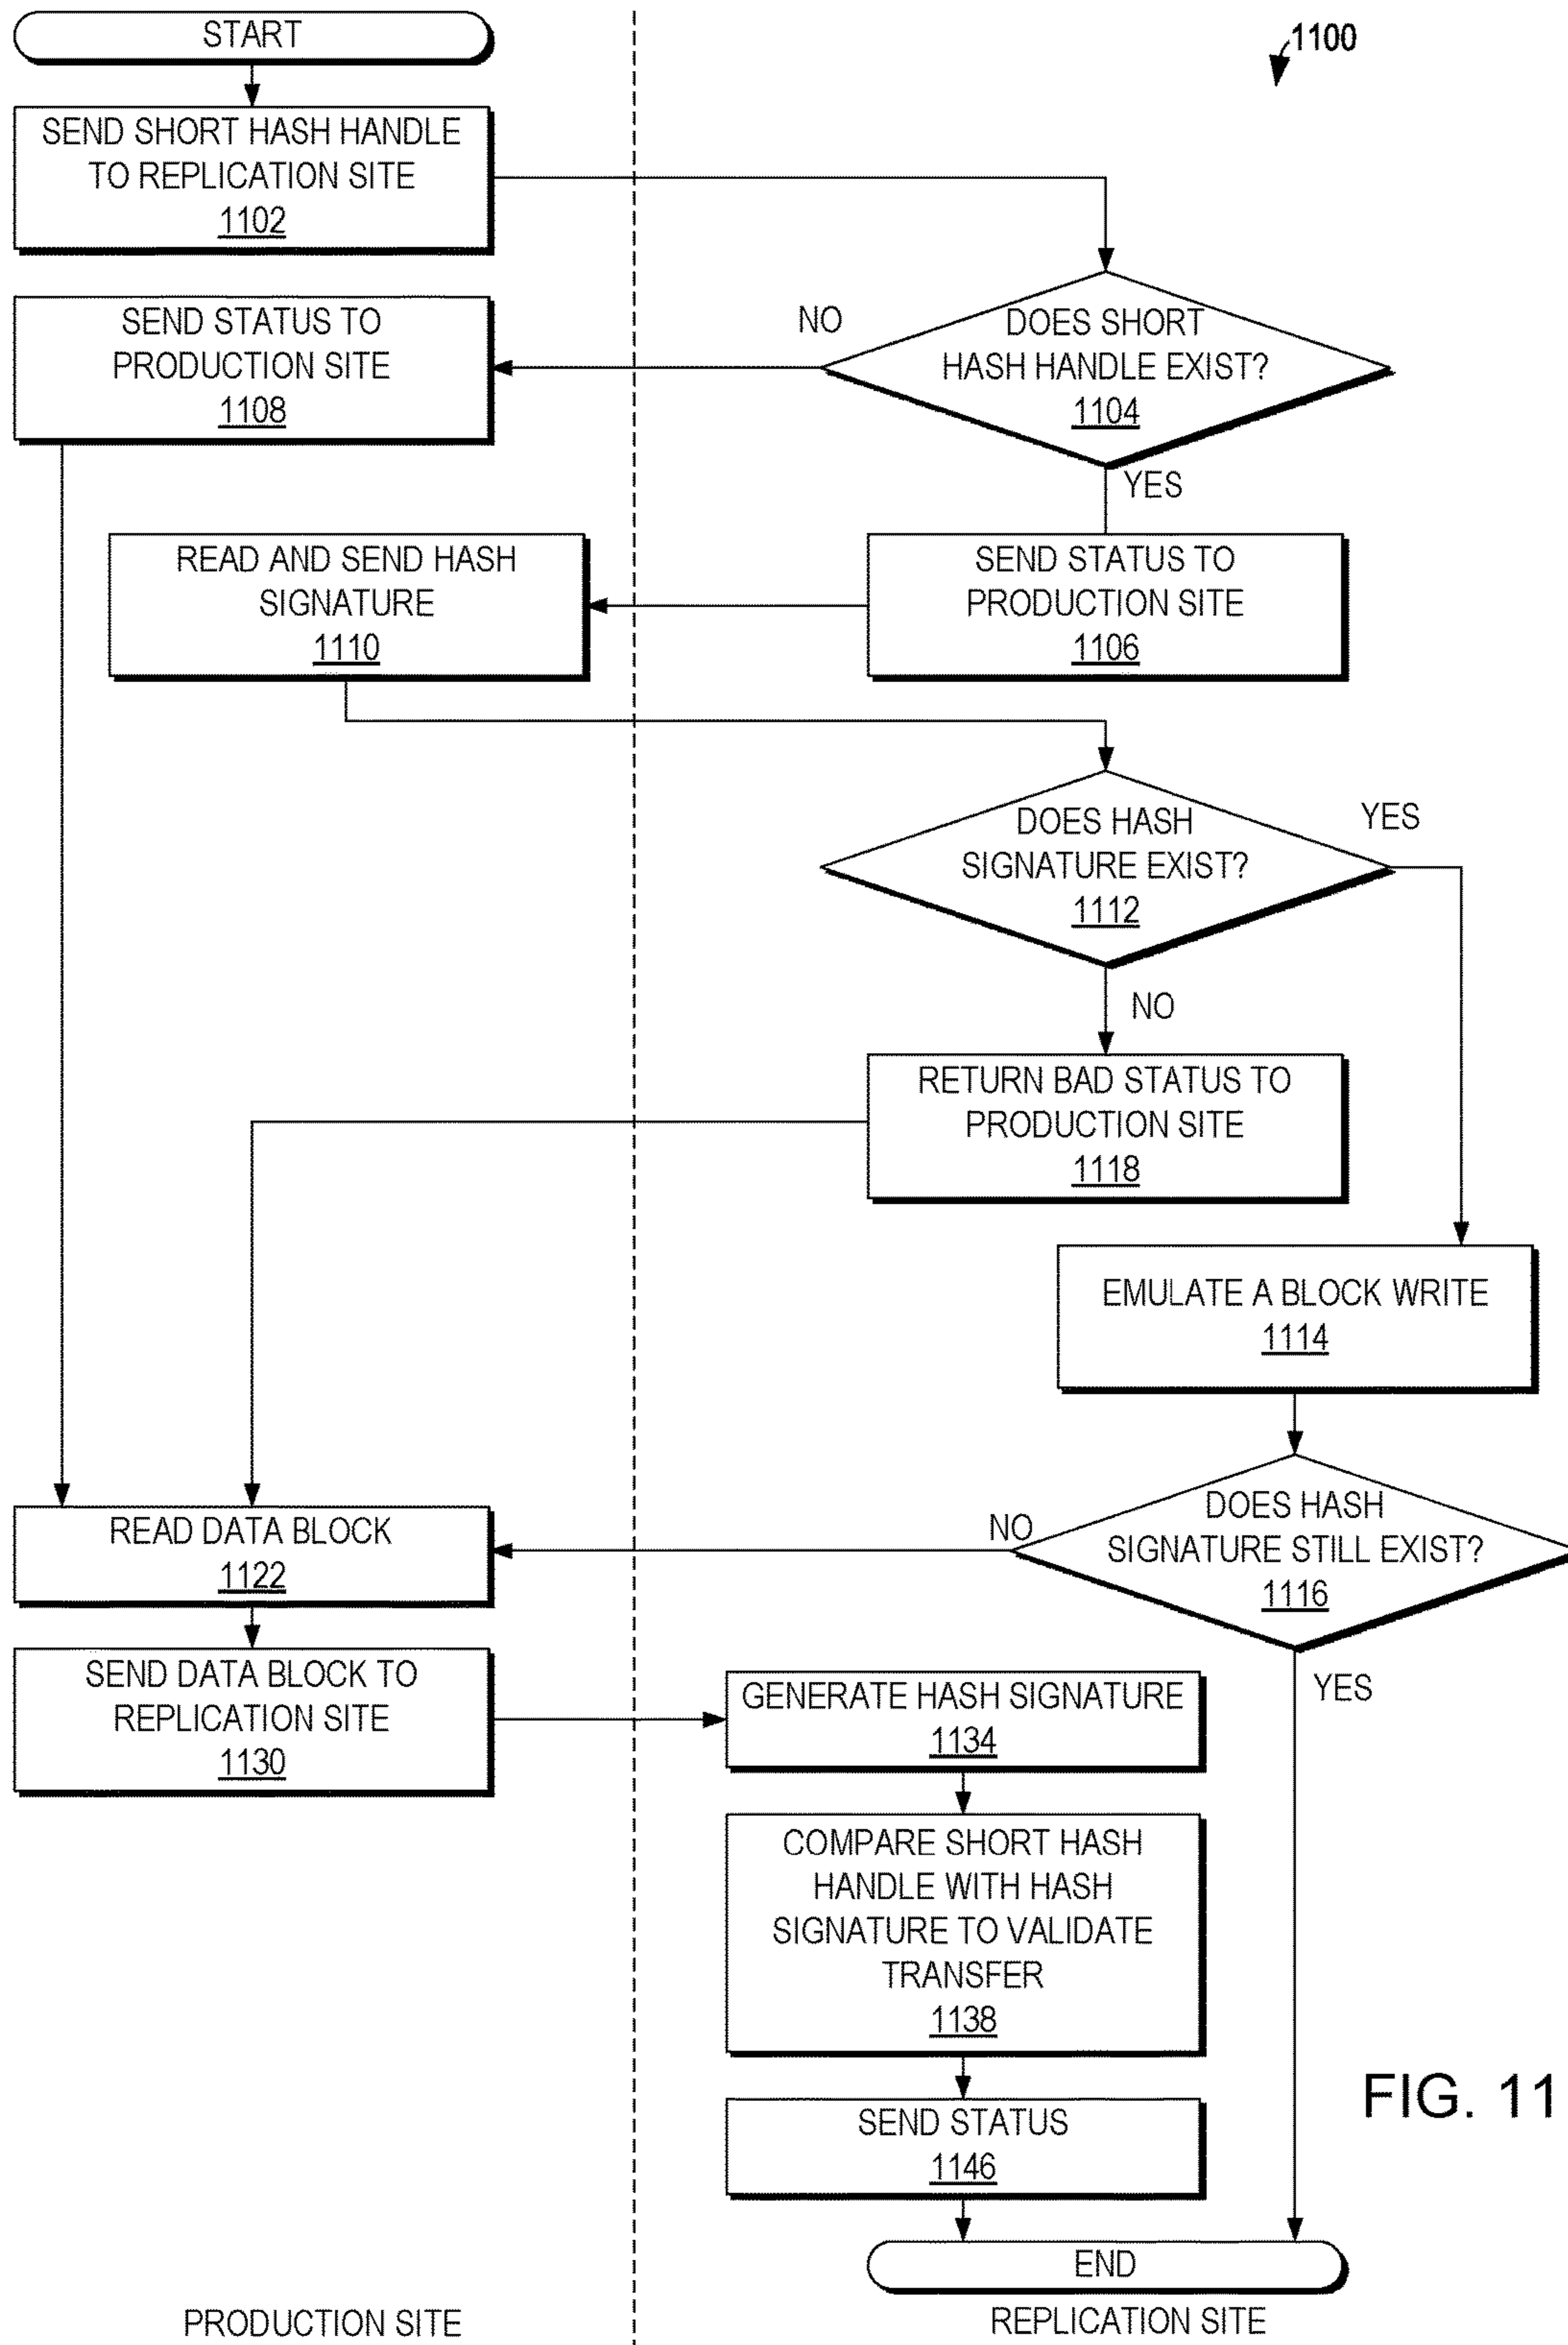 START
1100
SEND SHORT HASH HANDLE
TO REPLICATION SITE
1102
SEND STATUS TO
PRODUCTION SITE
1108
NO
DOES SHORT
HASH HANDLE EXIST?
1104
YES
READ AND SEND HASH
SIGNATURE
1110
SEND STATUS TO
PRODUCTION SITE
1106
DOES HASH
SIGNATURE EXIST?
1112
YES
NO
RETURN BAD STATUS TO
PRODUCTION SITE
1118
EMULATE A BLOCK WRITE
1114
READ DATA BLOCK
1122
NO
DOES HASH
SIGNATURE STILL EXIST?
1116
YES
SEND DATA BLOCK TO
REPLICATION SITE
1130
GENERATE HASH SIGNATURE
1134
COMPARE SHORT HASH
HANDLE WITH HASH
SIGNATURE TO VALIDATE
TRANSFER
1138
SEND STATUS
1146
FIG. 11
END
PRODUCTION SITE
REPLICATION SITE